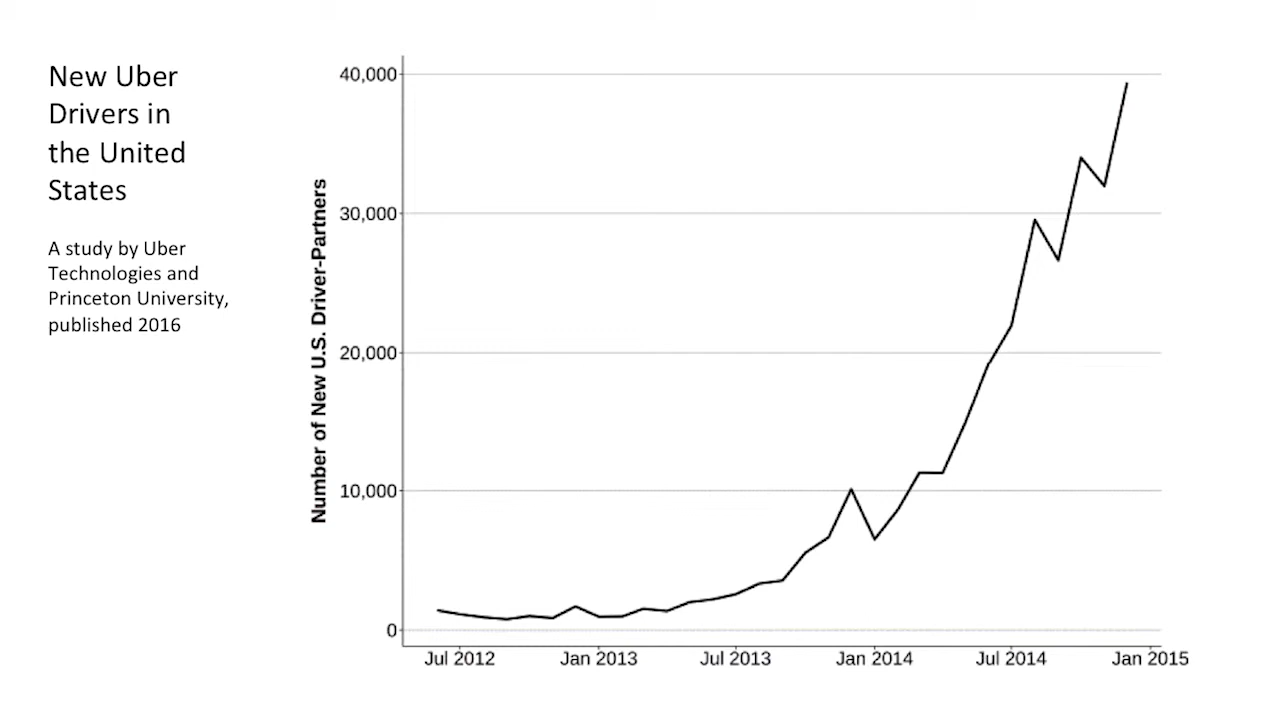 New Uber
Drivers in
the United
States
A study by Uber
Technologies and
Princeton University,
published 2016
Number of New U.S. Driver-Partners
40,000
30,000
20,000
10,000
0
Jul 2012
Jan 2013
Jul 2013
Jan 2014
Jul 2014
Jan 2015